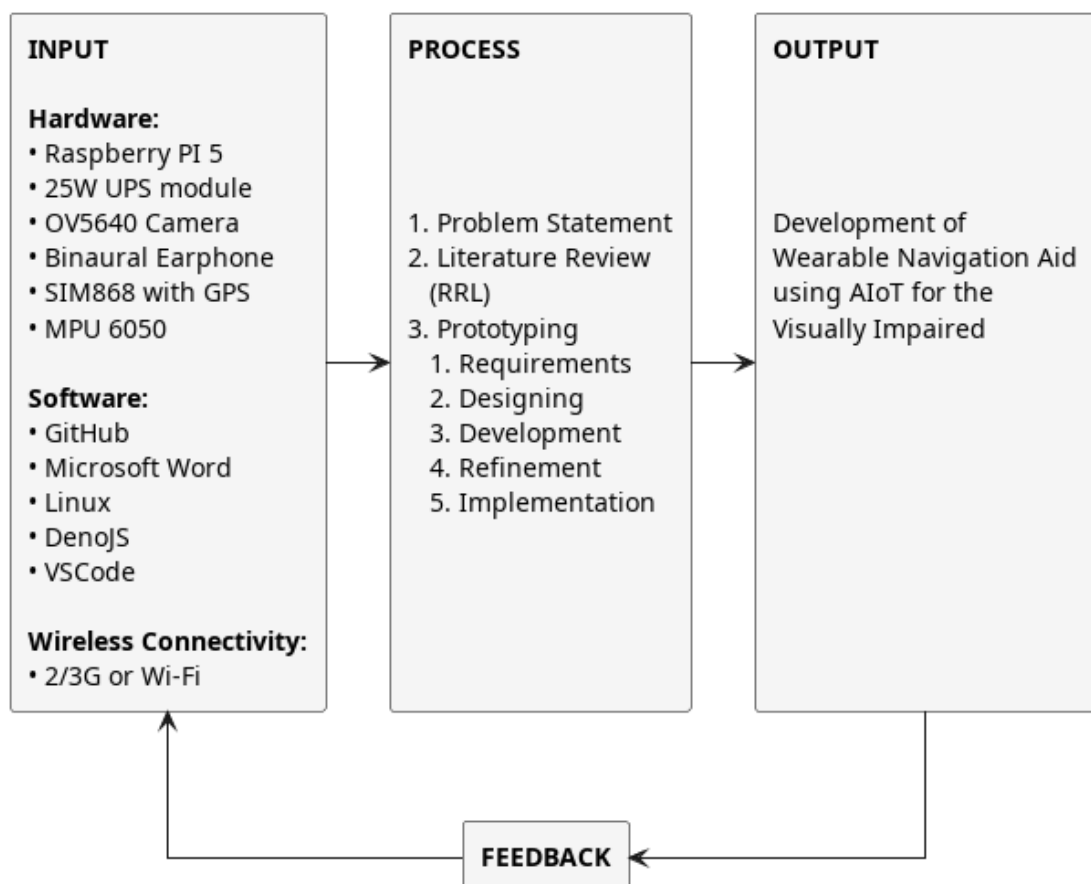 INPUT
Hardware:
• Raspberry PI 5
• 25W UPS module
• OV5640 Camera
• Binaural Earphone
• SIM868 with GPS
• MPU 6050
Software:
• GitHub
• Microsoft Word
• Linux
• DenoJS
• VSCode
Wireless Connectivity:
• 2/3G or Wi-Fi
PROCESS
1. Problem Statement
2. Literature Review
(RRL)
3. Prototyping
1. Requirements
2. Designing
3. Development
4. Refinement
5. Implementation
OUTPUT
Development of
Wearable Navigation Aid
using AIoT for the
Visually Impaired
FEEDBACK